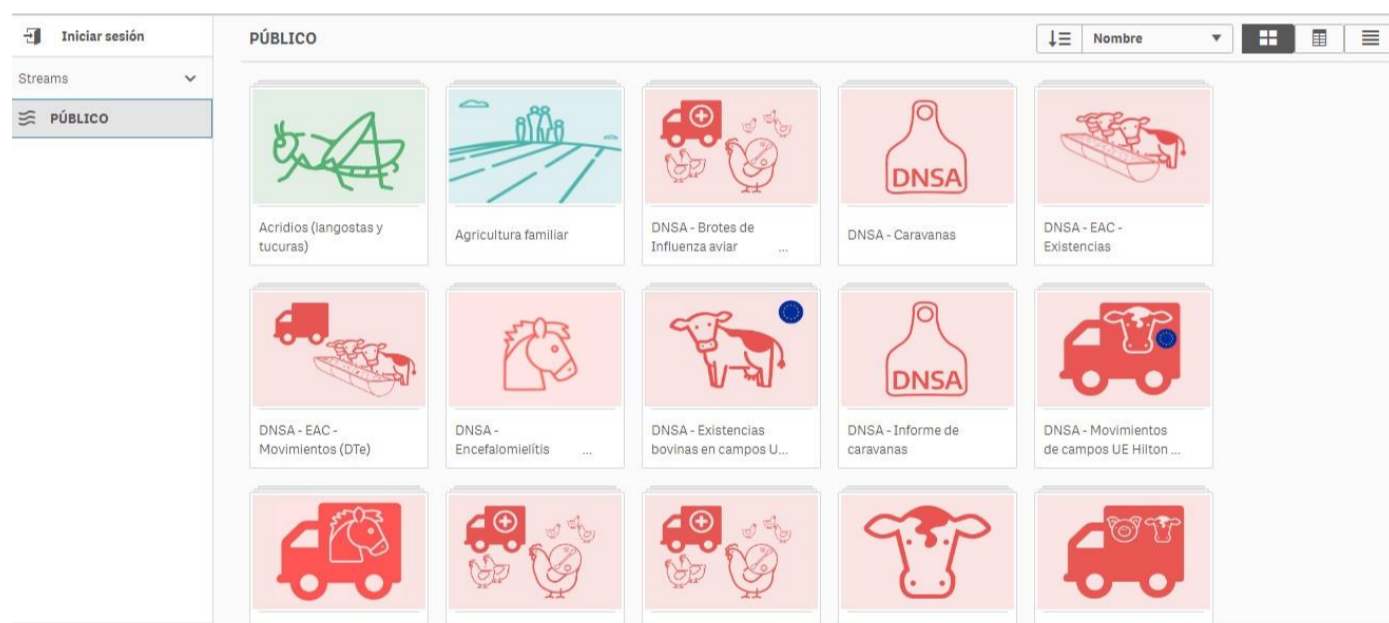 Iniciar sesión
Streams
PÚBLICO
PÚBLICO
Nombre
Acridios (langostas y
tucuras)
Agricultura familiar
DNSA - Brotes de
Influenza aviar ...
DNSA
DNSA - Caravanas
DNSA - EAC -
Existencias
DNSA - EAC -
Movimientos (DTe)
DNSA -
Encefalomielítis ...
DNSA - Existencias
bovinas en campos U...
DNSA
DNSA - Informe de
caravanas
DNSA - Movimientos
de campos UE Hilton ...